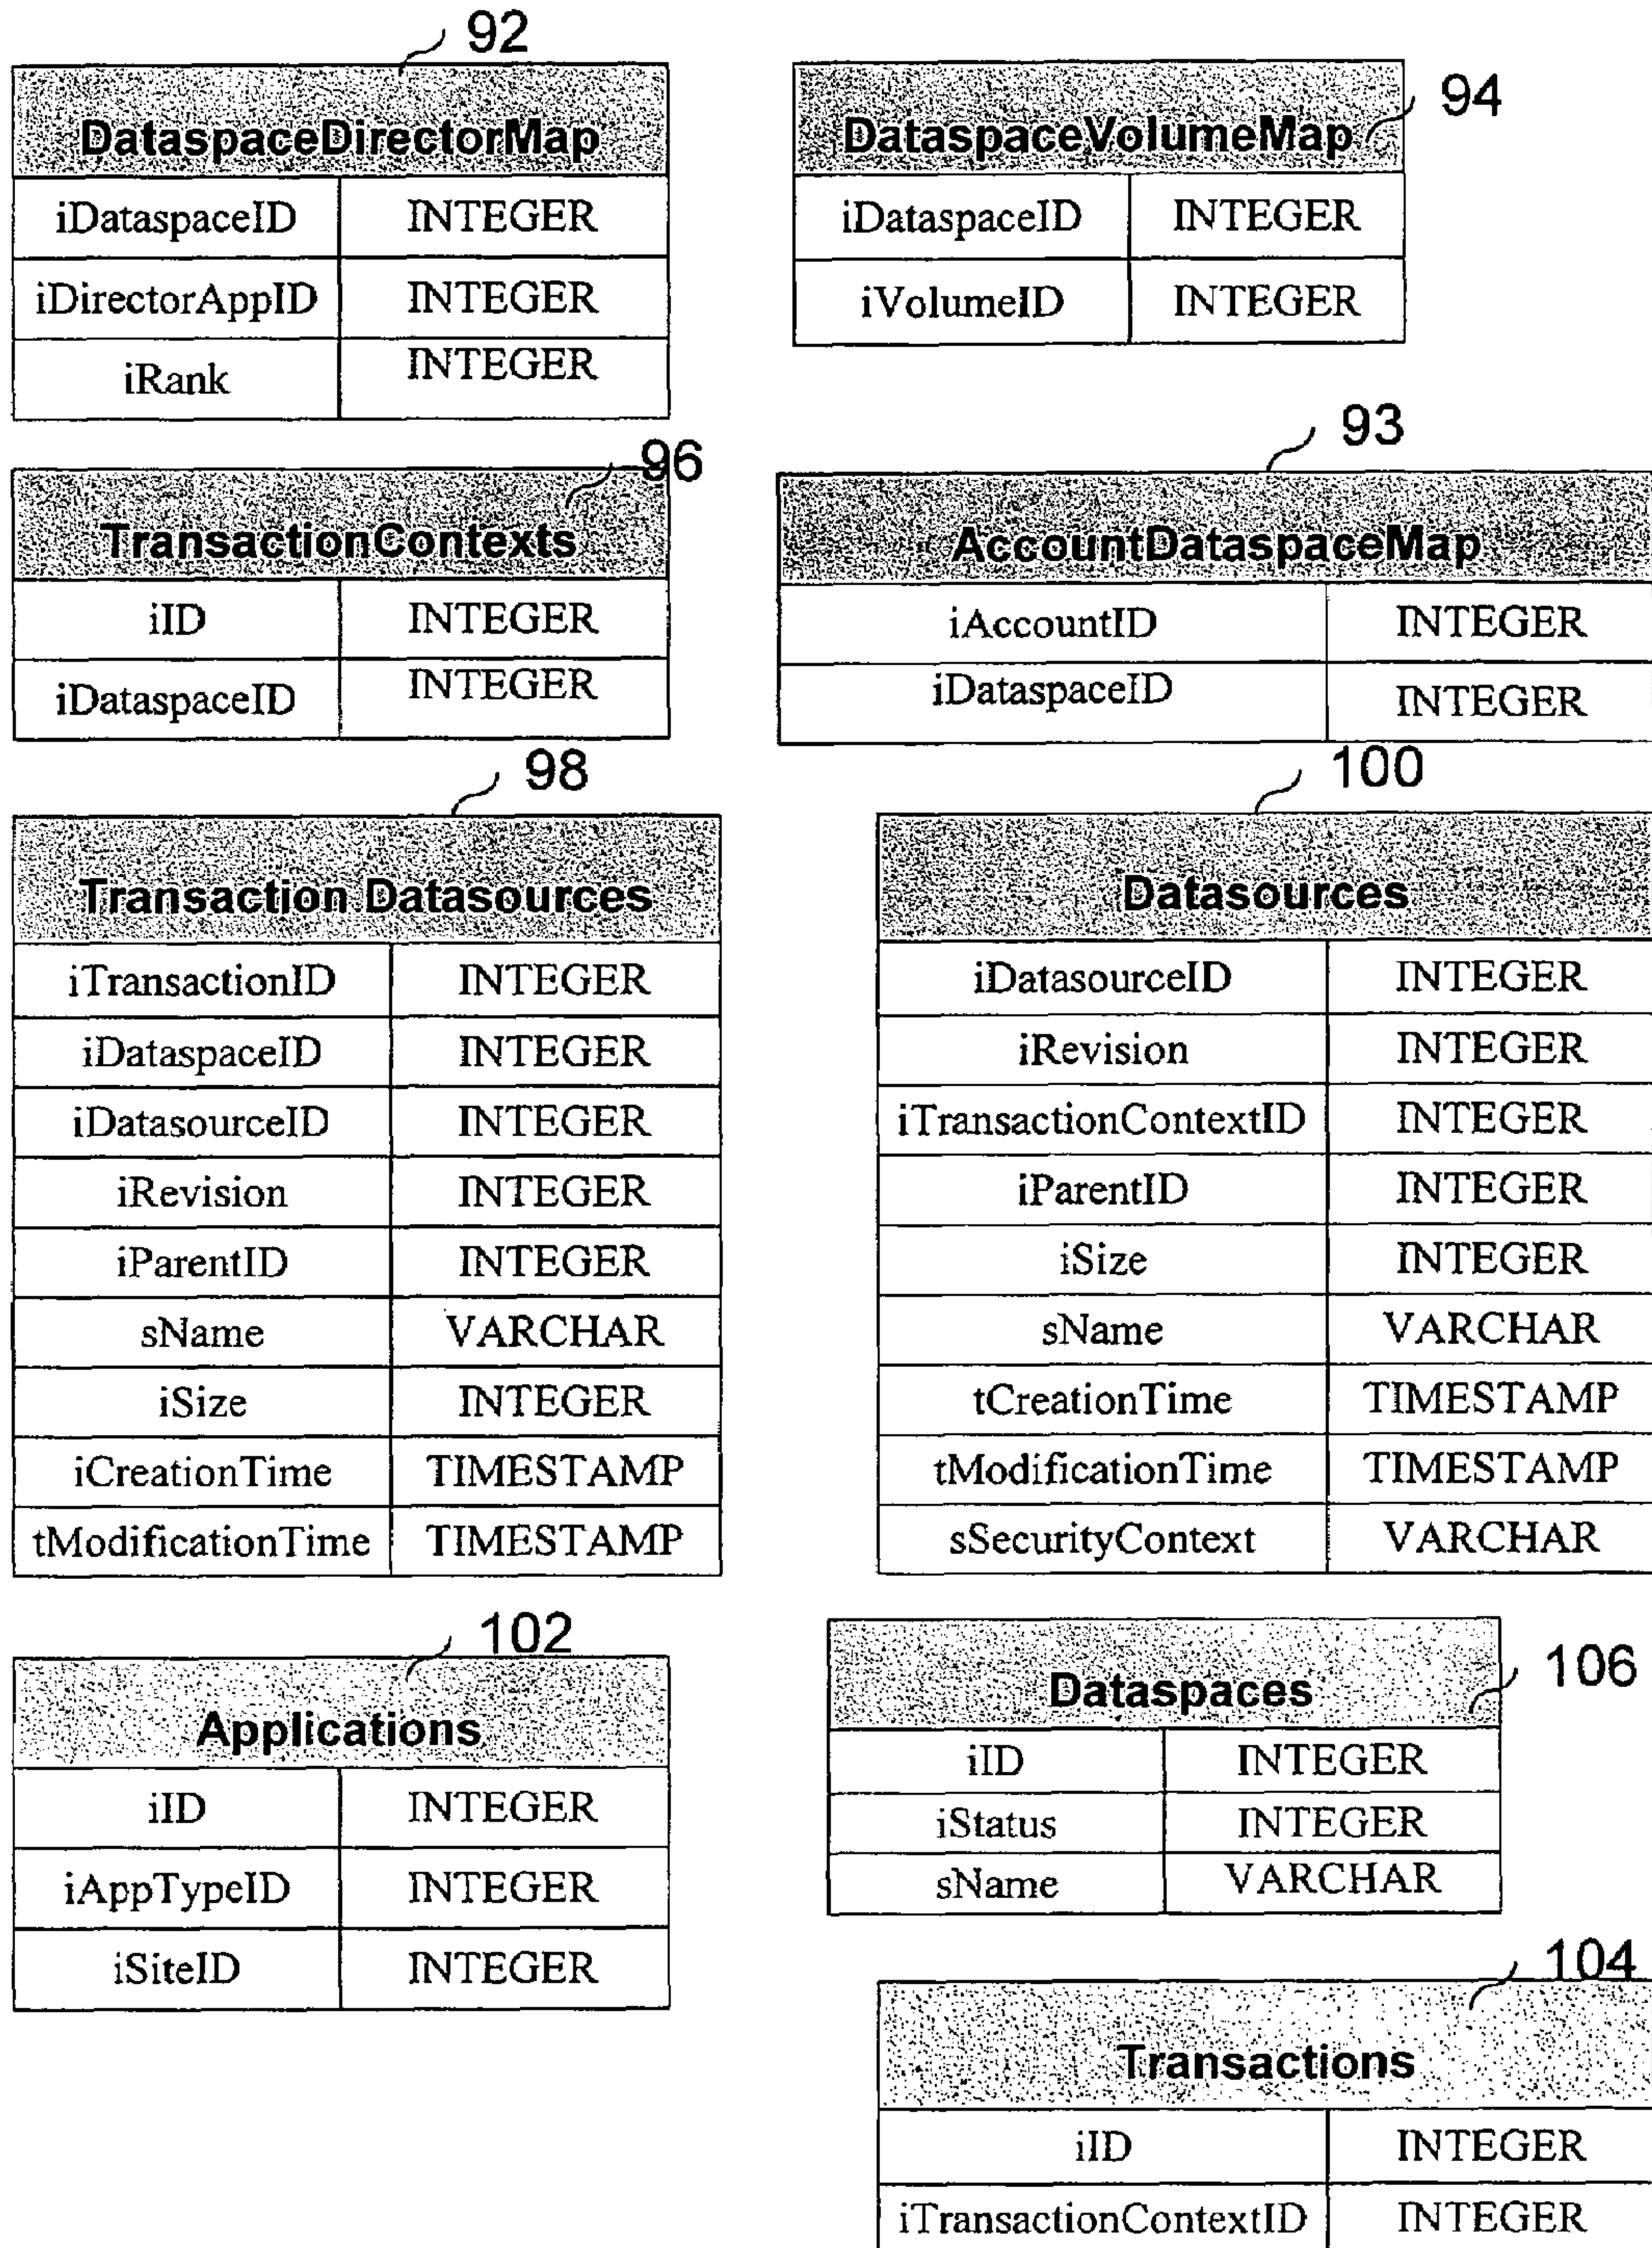 92
DataspaceDirectorMap
iDataspaceID INTEGER
iDirectorAppID INTEGER
iRank INTEGER
94
DataspaceVolumeMap
iDataspaceID INTEGER
iVolumeID INTEGER
96
TransactionContexts
iID INTEGER
iDataspaceID INTEGER
93
AccountDataspaceMap
iAccountID INTEGER
iDataspaceID INTEGER
98
Transaction Datasources
iTransactionID INTEGER
iDataspaceID INTEGER
iDatasourceID INTEGER
iRevision INTEGER
iParentID INTEGER
sName VARCHAR
iSize INTEGER
iCreationTime TIMESTAMP
tModificationTime TIMESTAMP
100
Datasources
iDatasourceID INTEGER
iRevision INTEGER
iTransactionContextID INTEGER
iParentID INTEGER
iSize INTEGER
sName VARCHAR
tCreationTime TIMESTAMP
tModificationTime TIMESTAMP
sSecurityContext VARCHAR
102
Applications
iID INTEGER
iAppTypeID INTEGER
iSiteID INTEGER
106
Dataspaces
iID INTEGER
iStatus INTEGER
sName VARCHAR
104
Transactions
iID INTEGER
iTransactionContextID INTEGER